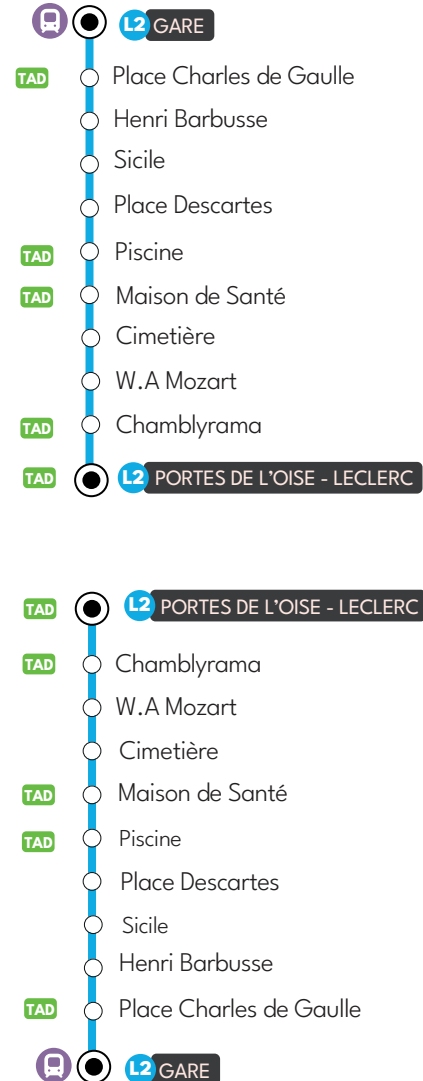 L2 GARE
TAD Place Charles de Gaulle
Henri Barbusse
Sicile
Place Descartes
TAD Piscine
TAD Maison de Santé
Cimetière
W.A Mozart
TAD Chamblyrama
TAD L2 PORTES DE L'OISE - LECLERC
TAD L2 PORTES DE L'OISE - LECLERC
TAD Chamblyrama
W.A Mozart
Cimetière
TAD Maison de Santé
TAD Piscine
Place Descartes
Sicile
Henri Barbusse
TAD Place Charles de Gaulle
L2 GARE